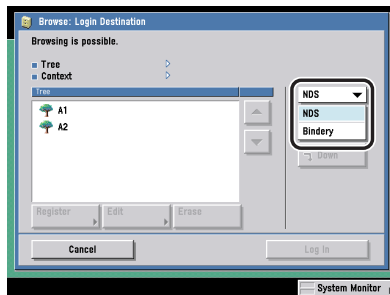 Browse: Login Destination
Browsing is possible.
Tree
Context
Tree
A1
A2
NDS
NDS
Bindery
Down
Register
Edit
Erase
Cancel
Log In
System Monitor